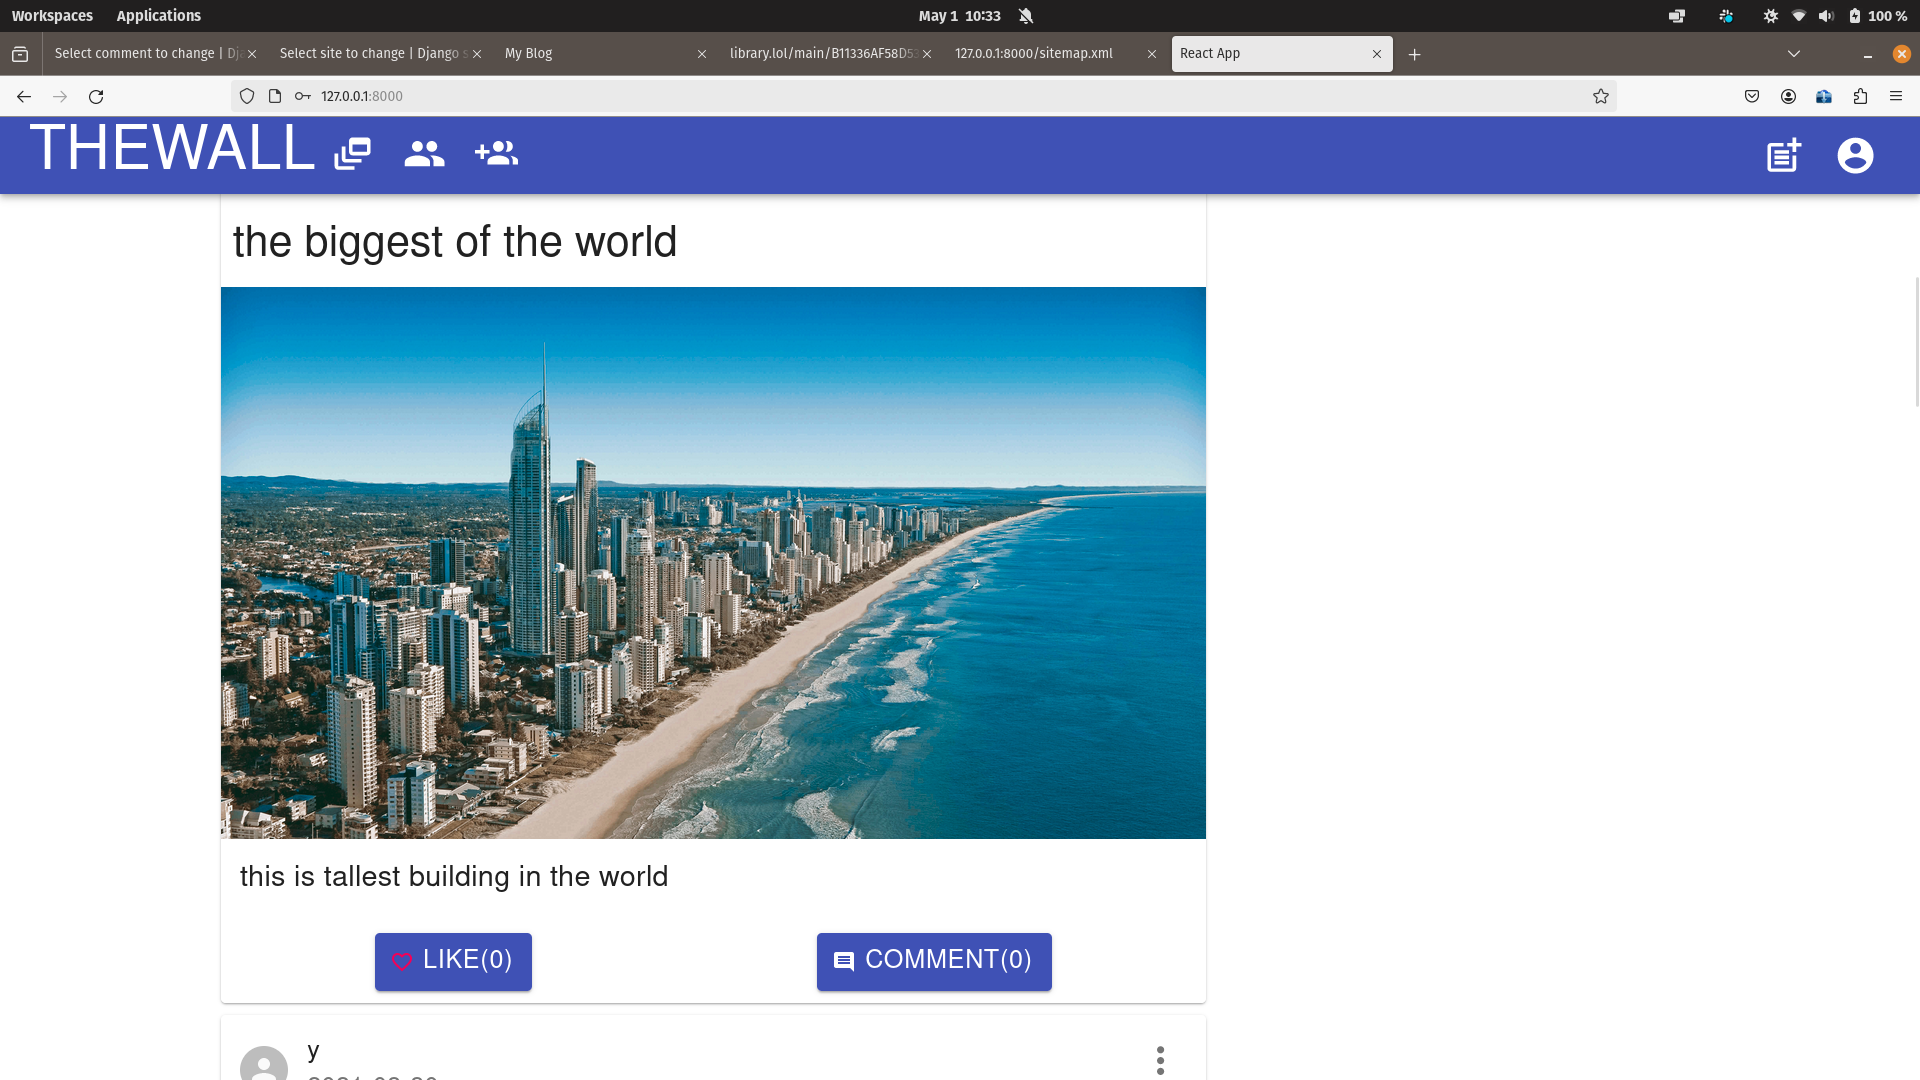 Workspaces Applications May 1 10:33 100 %
Select comment to change | Dj Select site to change | Django s My Blog library.lol/main/B11336AF58D53 127.0.0.1:8000/sitemap.xml React App
127.0.0.1:8000
THEWALL
the biggest of the world
this is tallest building in the world
LIKE(0) COMMENT(0)
y